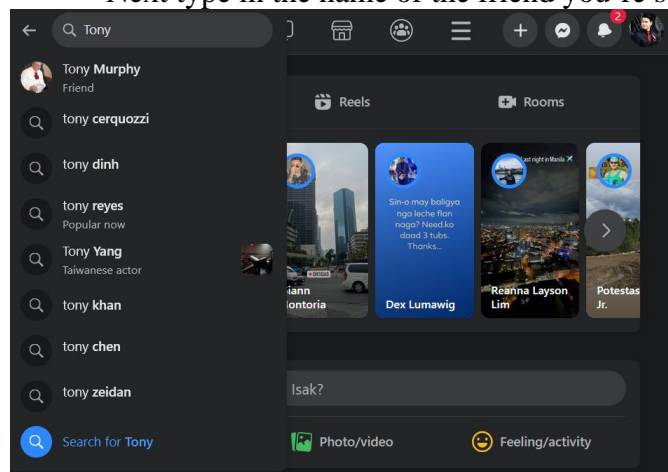 Next type in the name of the friend you're s
Tony
2
Tony Murphy
Friend
tony cerquozzi
tony dinh
tony reyes
Popular now
Tony Yang
Taiwanese actor
tony khan
tony chen
tony zeidan
Search for Tony
Reels
Rooms
Sin-o may baligya
nga leche flan
naga? Need.ko
daad 3 tubs.
Thanks...
Last night in Manila
ORTIGAS
iann
Montoria
Dex Lumawig
Reanna Layson
Lim
Potestas
Jr.
Isak?
Photo/video
Feeling/activity